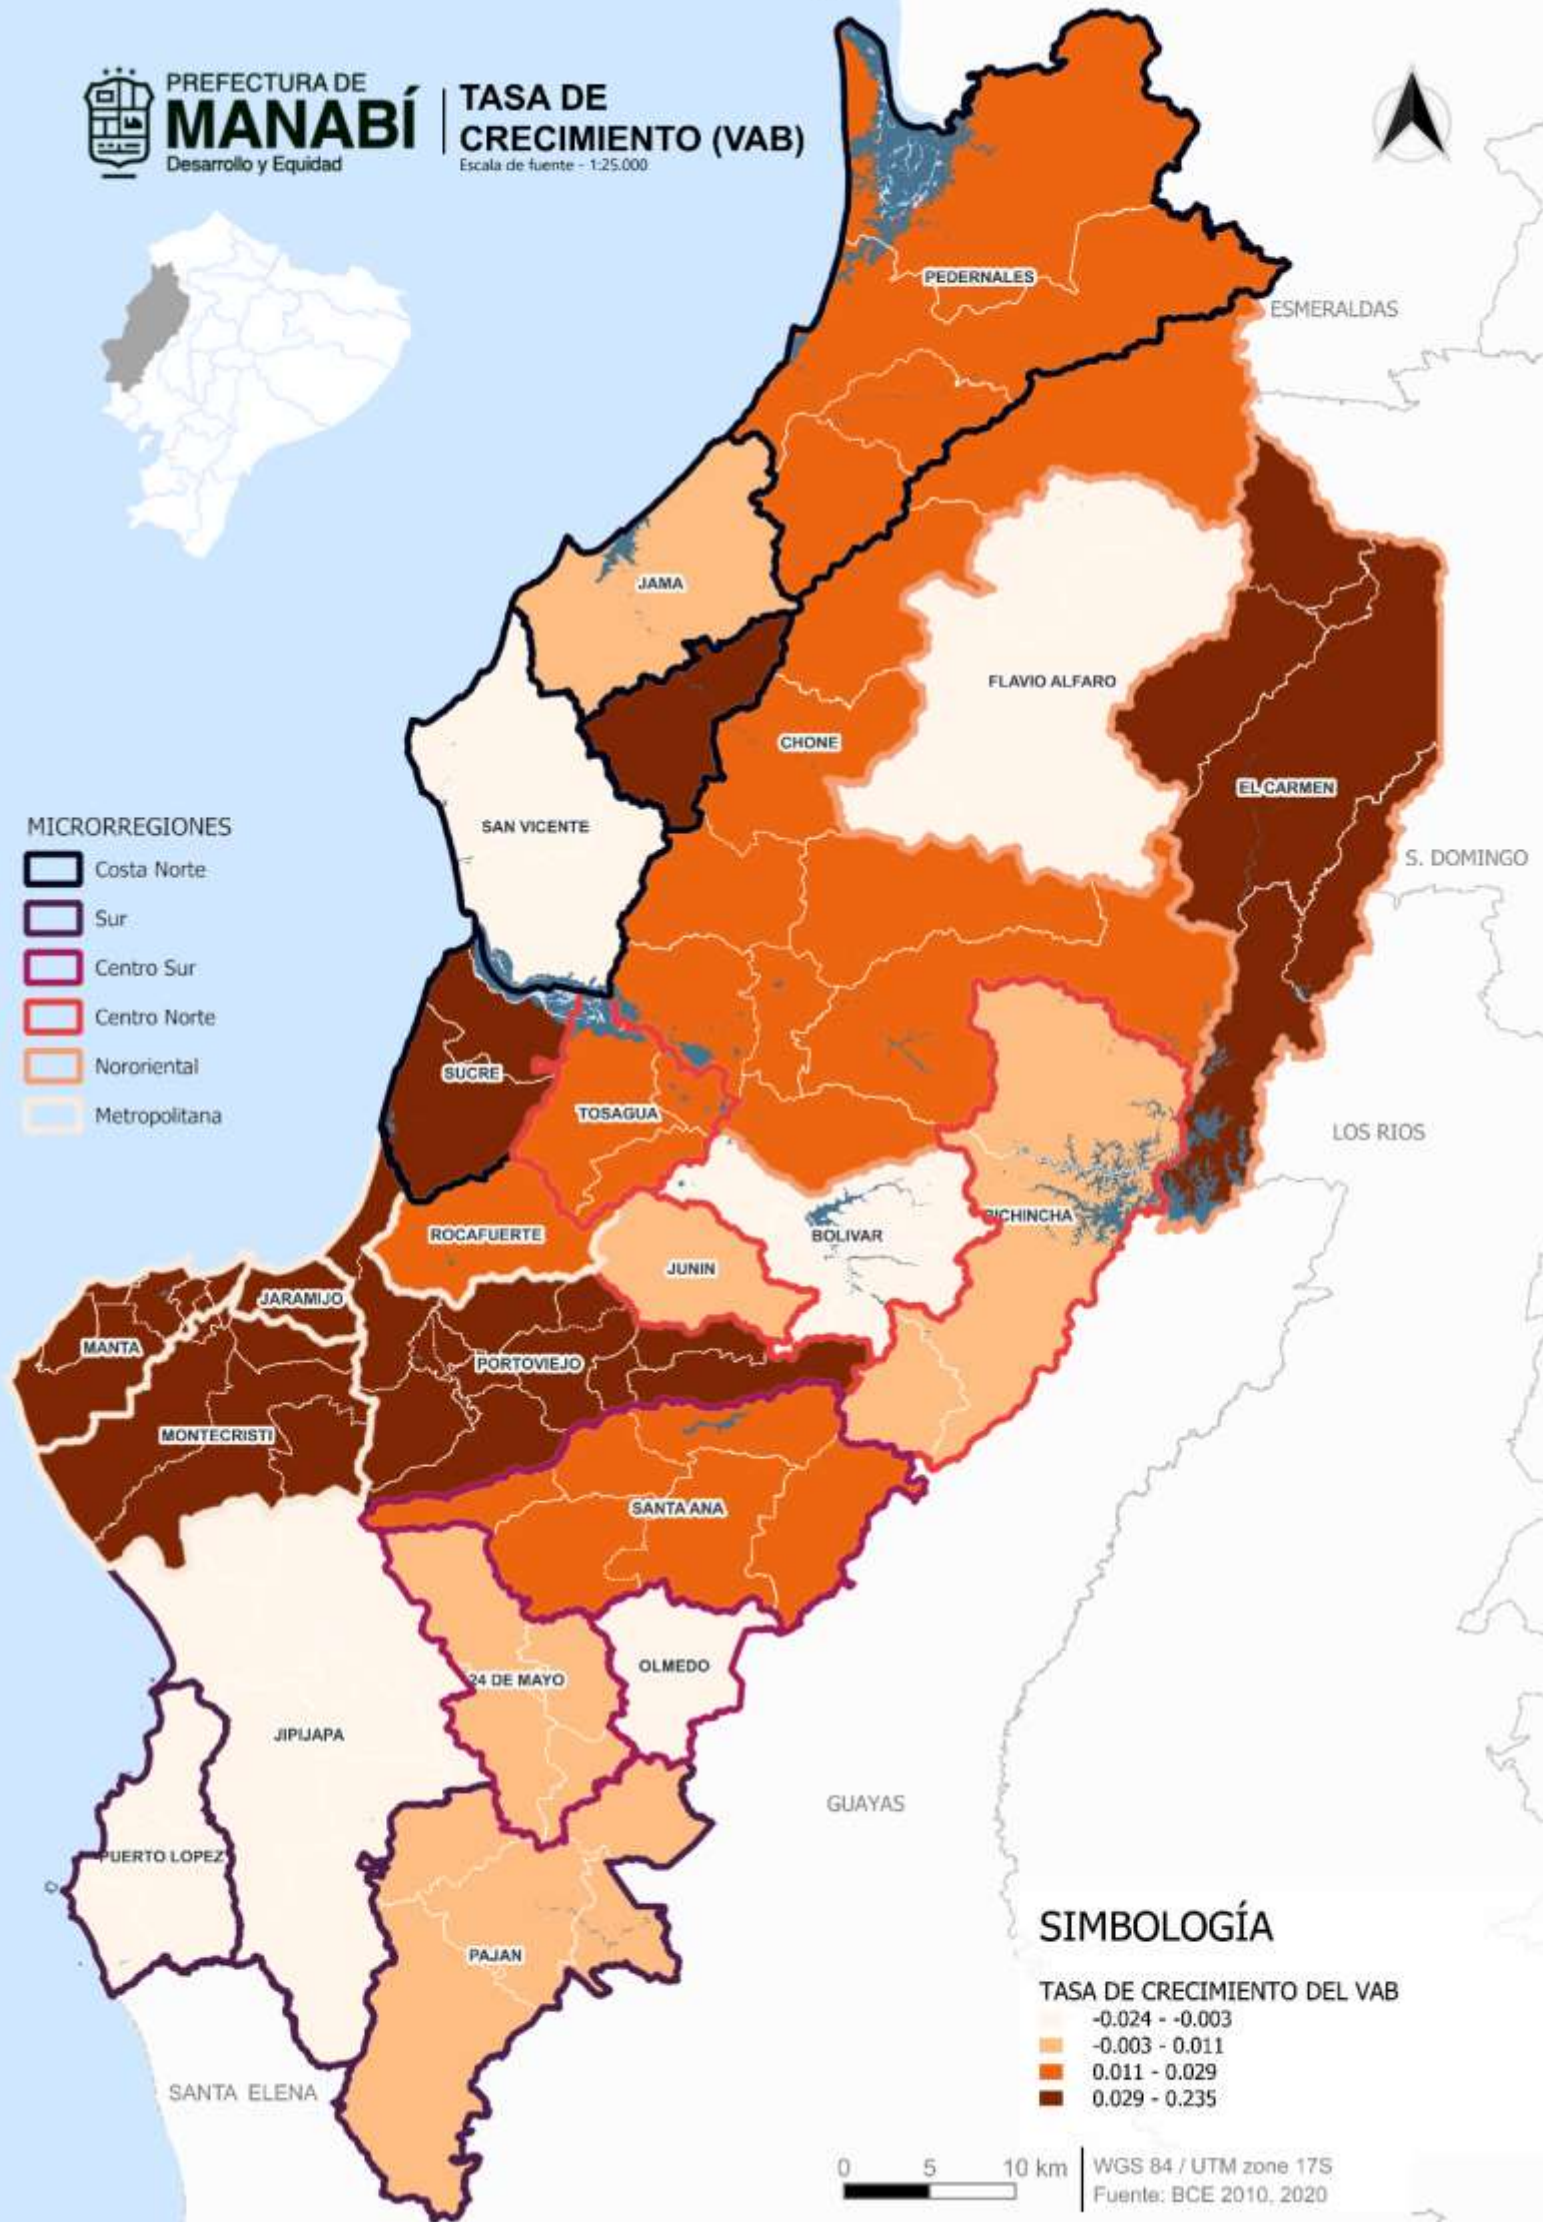 PREFECTURA DE
MANABÍ
Desarrollo y Equidad
TASA DE
CRECIMIENTO (VAB)
Escala de fuente - 1:25.000
PEDERNALES
ESMERALDAS
JAMA
FLAVIO ALFARO
CHONE
EL CARMEN
SAN VICENTE
S. DOMINGO
MICRORREGIONES
Costa Norte
Sur
Centro Sur
Centro Norte
Nororiental
Metropolitana
SUCRE
TOSAGUA
LOS RIOS
PICHINCHA
ROCAFUERTE
BOLIVAR
JUNIN
JARAMIJO
MANTA
PORTOVIEJO
MONTECRISTI
SANTA ANA
OLMEDO
24 DE MAYO
JIPIJAPA
GUAYAS
PUERTO LOPEZ
PAJAN
SANTA ELENA
SIMBOLOGÍA
TASA DE CRECIMIENTO DEL VAB
-0.024 - -0.003
-0.003 - 0.011
0.011 - 0.029
0.029 - 0.235
0 5 10 km
WGS 84 / UTM zone 17S
Fuente: BCE 2010, 2020